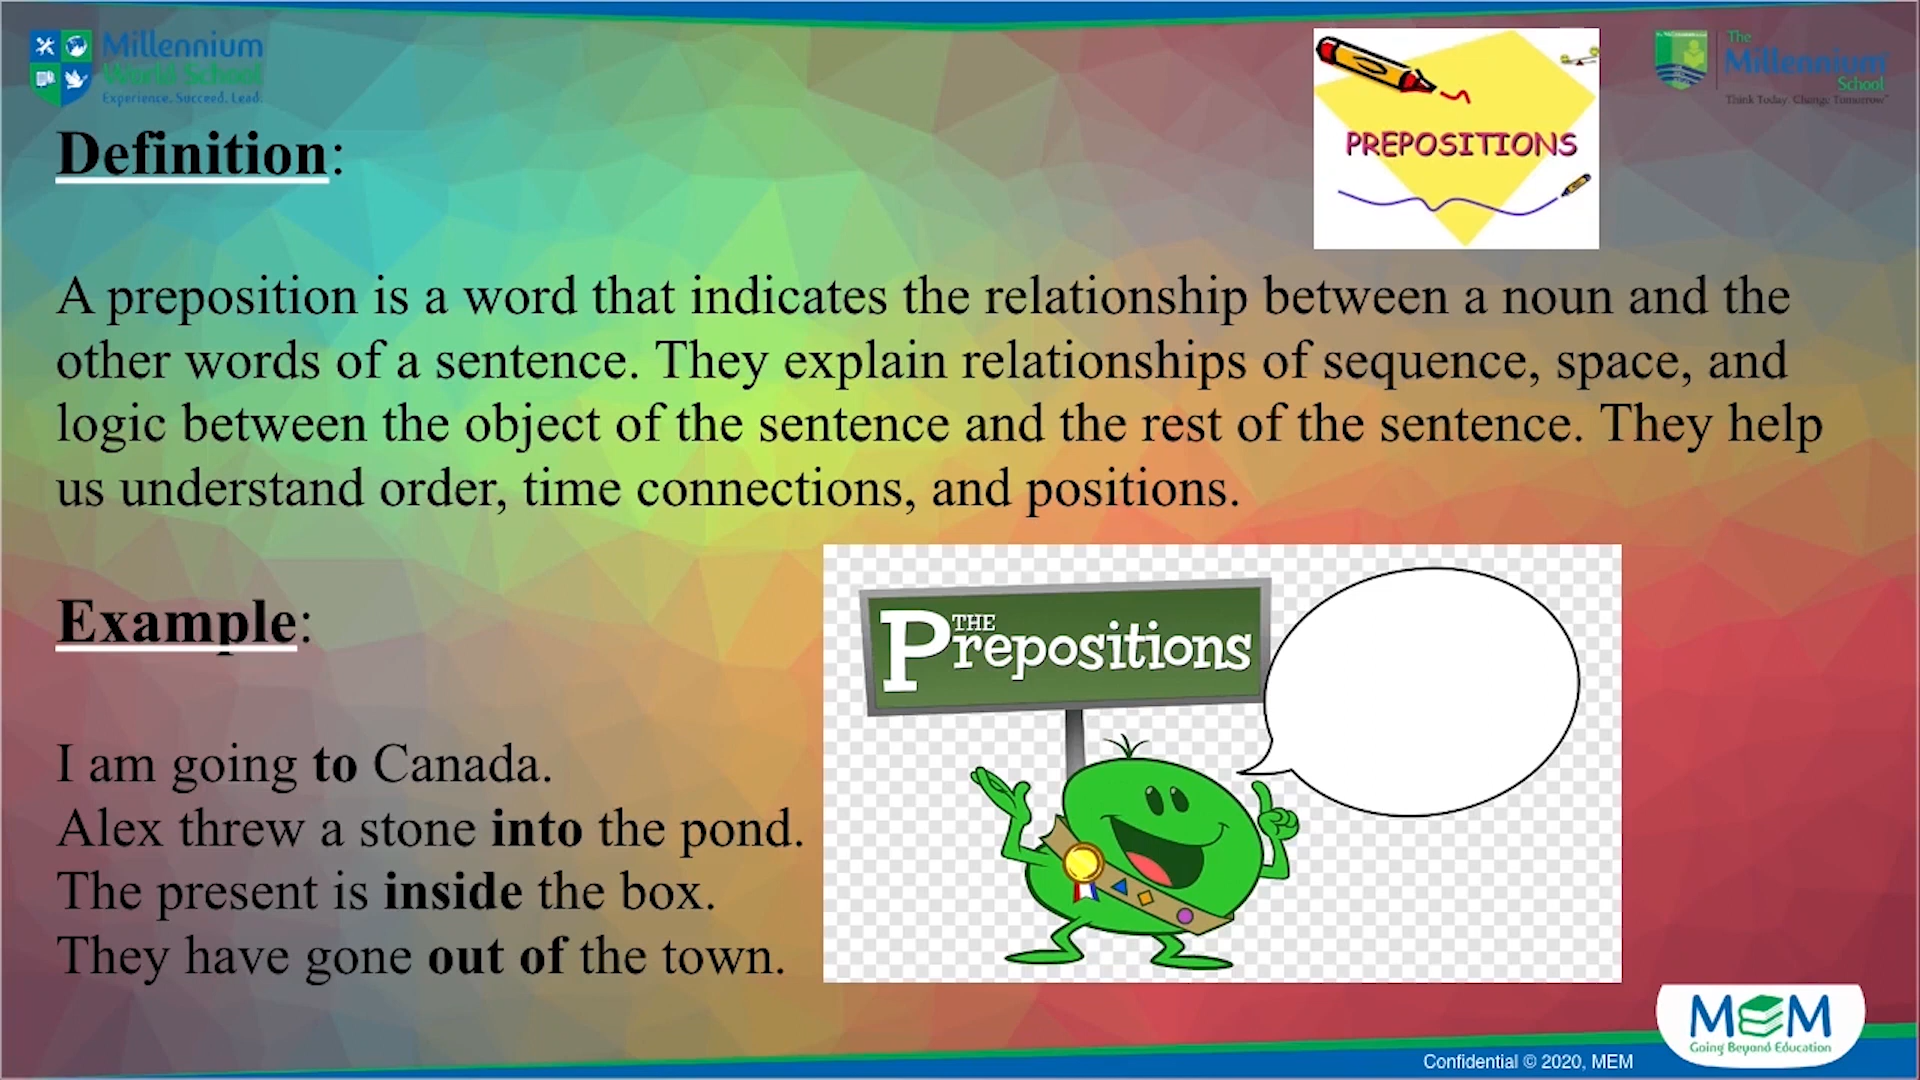 Millennium
World School
Experience. Succeed. Lead.
PREPOSITIONS
The
Millennium
School
Think Today. Change Tomorrow
Definition:
A preposition is a word that indicates the relationship between a noun and the
other words of a sentence. They explain relationships of sequence, space, and
logic between the object of the sentence and the rest of the sentence. They help
us understand order, time connections, and positions.
Example:
I am going to Canada.
Alex threw a stone into the pond.
The present is inside the box.
They have gone out of the town.
THE
Prepositions
MEM
Going Beyond Education
Confidential © 2020, MEM